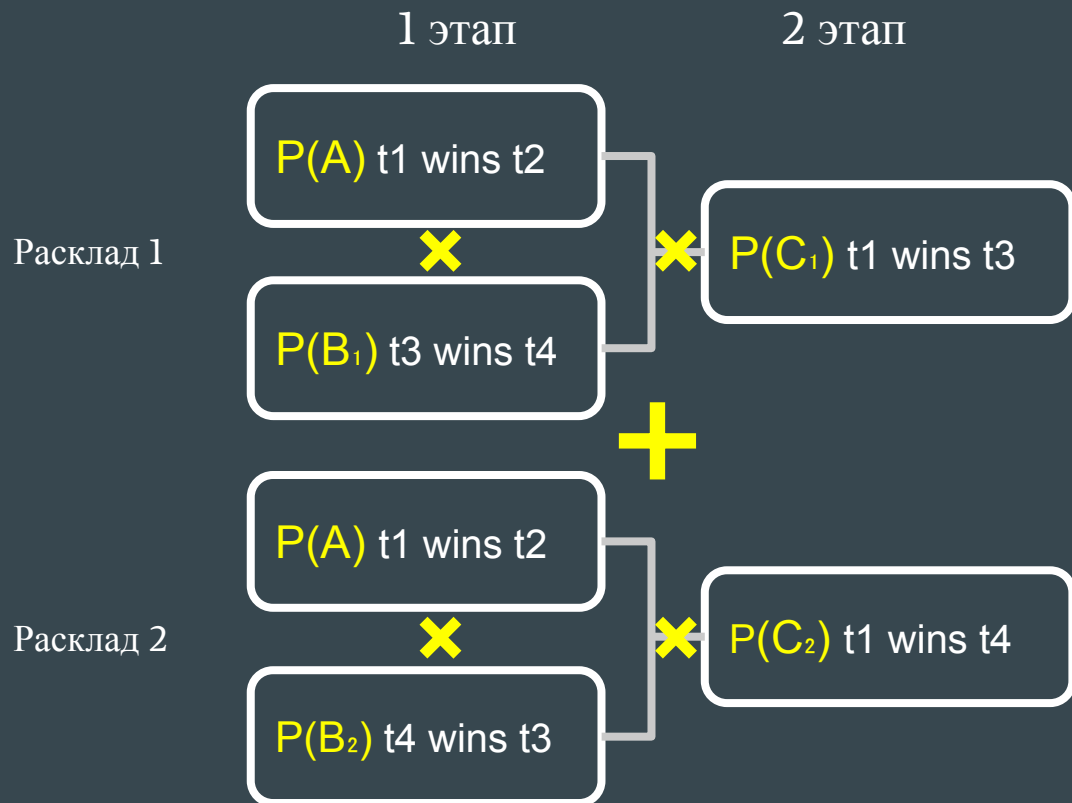 1 этап
2 этап
Расклад 1
P(A) t1 wins t2
P(B₁) t3 wins t4
P(C₁) t1 wins t3
Расклад 2
P(A) t1 wins t2
P(B₂) t4 wins t3
P(C₂) t1 wins t4